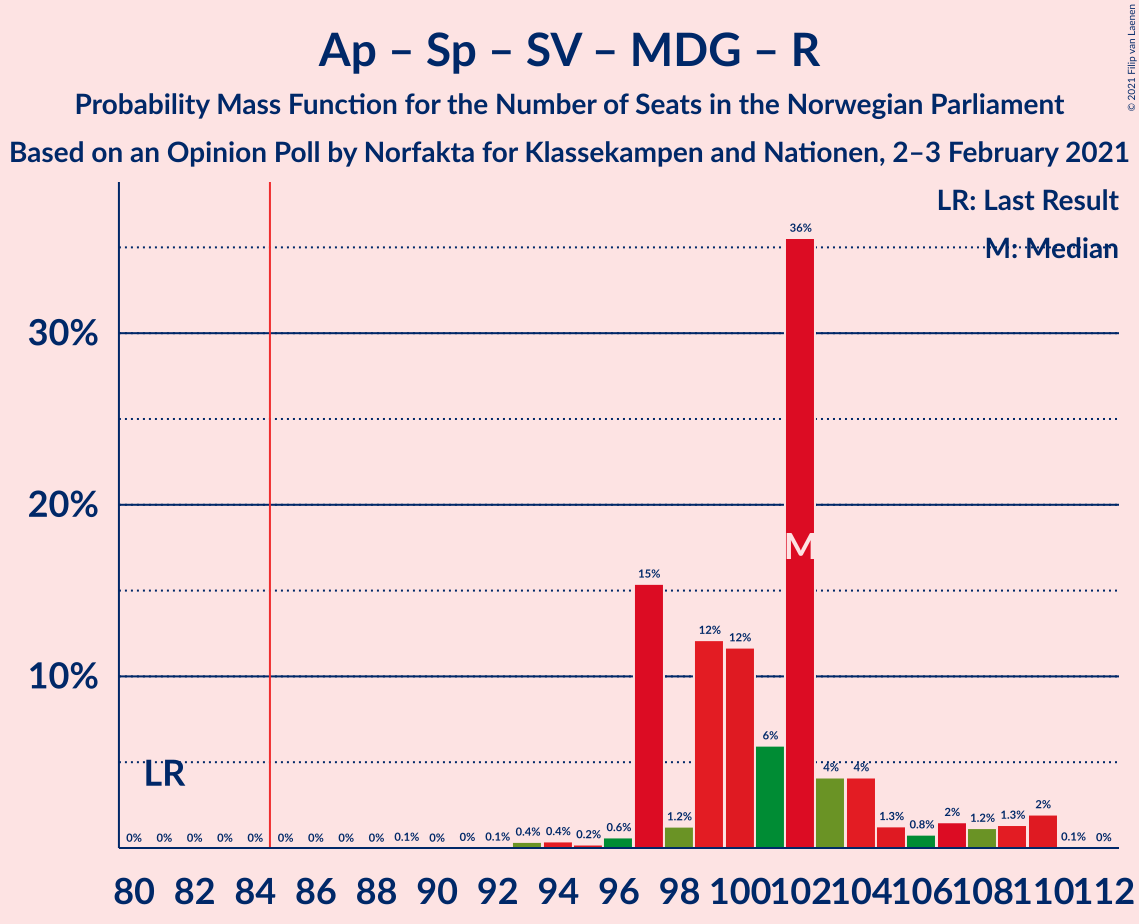 Ap – Sp – SV – MDG – R
Probability Mass Function for the Number of Seats in the Norwegian Parliament
Based on an Opinion Poll by Norfakta for Klassekampen and Nationen, 2–3 February 2021
© 2021 Filip van Laenen
LR: Last Result
M: Median
30%
20%
10%
LR
M
0% 0% 0% 0% 0% 0% 0% 0% 0% 0.1% 0% 0% 0.1% 0.4% 0.4% 0.2% 0.6% 15% 1.2% 12% 12% 6% 36% 4% 4% 1.3% 0.8% 2% 1.2% 1.3% 2% 0.1% 0%
80 82 84 86 88 90 92 94 96 98 100 102 104 106 108 110 112